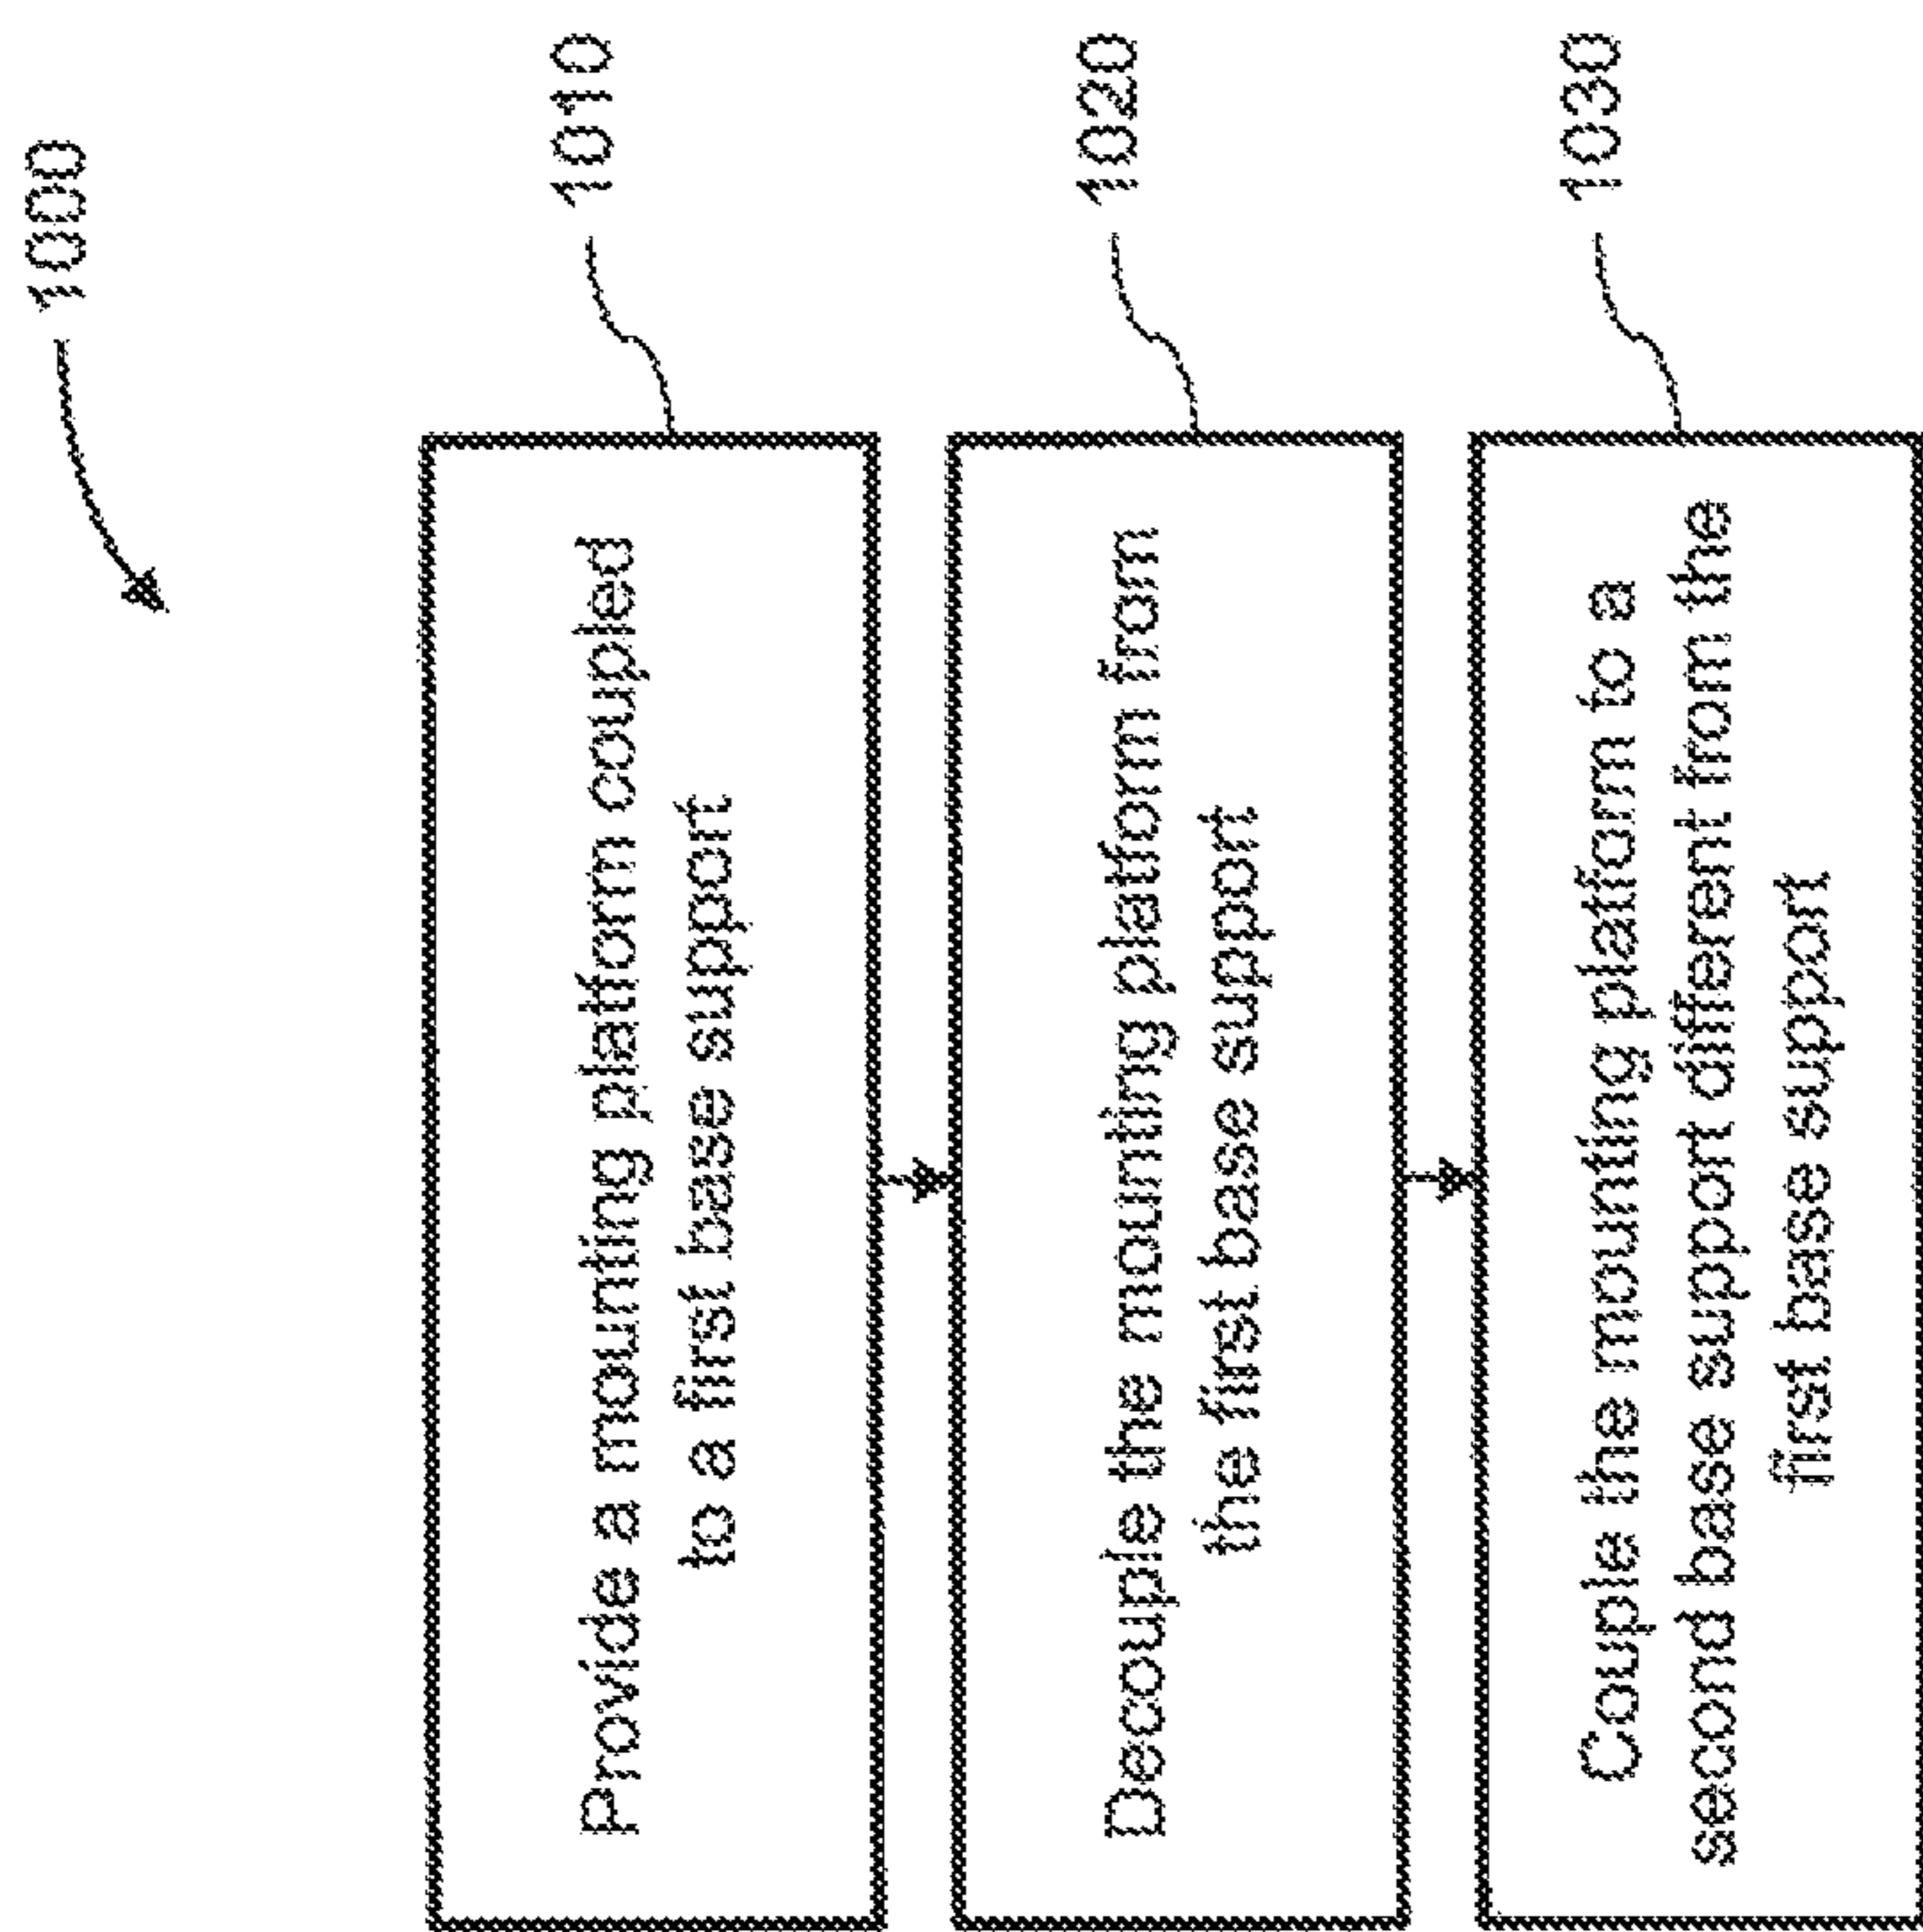 1000
Provide a mounting platform coupled
to a first base support
1010
Decouple the mounting platform from
the first base support
1020
Couple the mounting platform to a
second base support different from the
first base support
1030